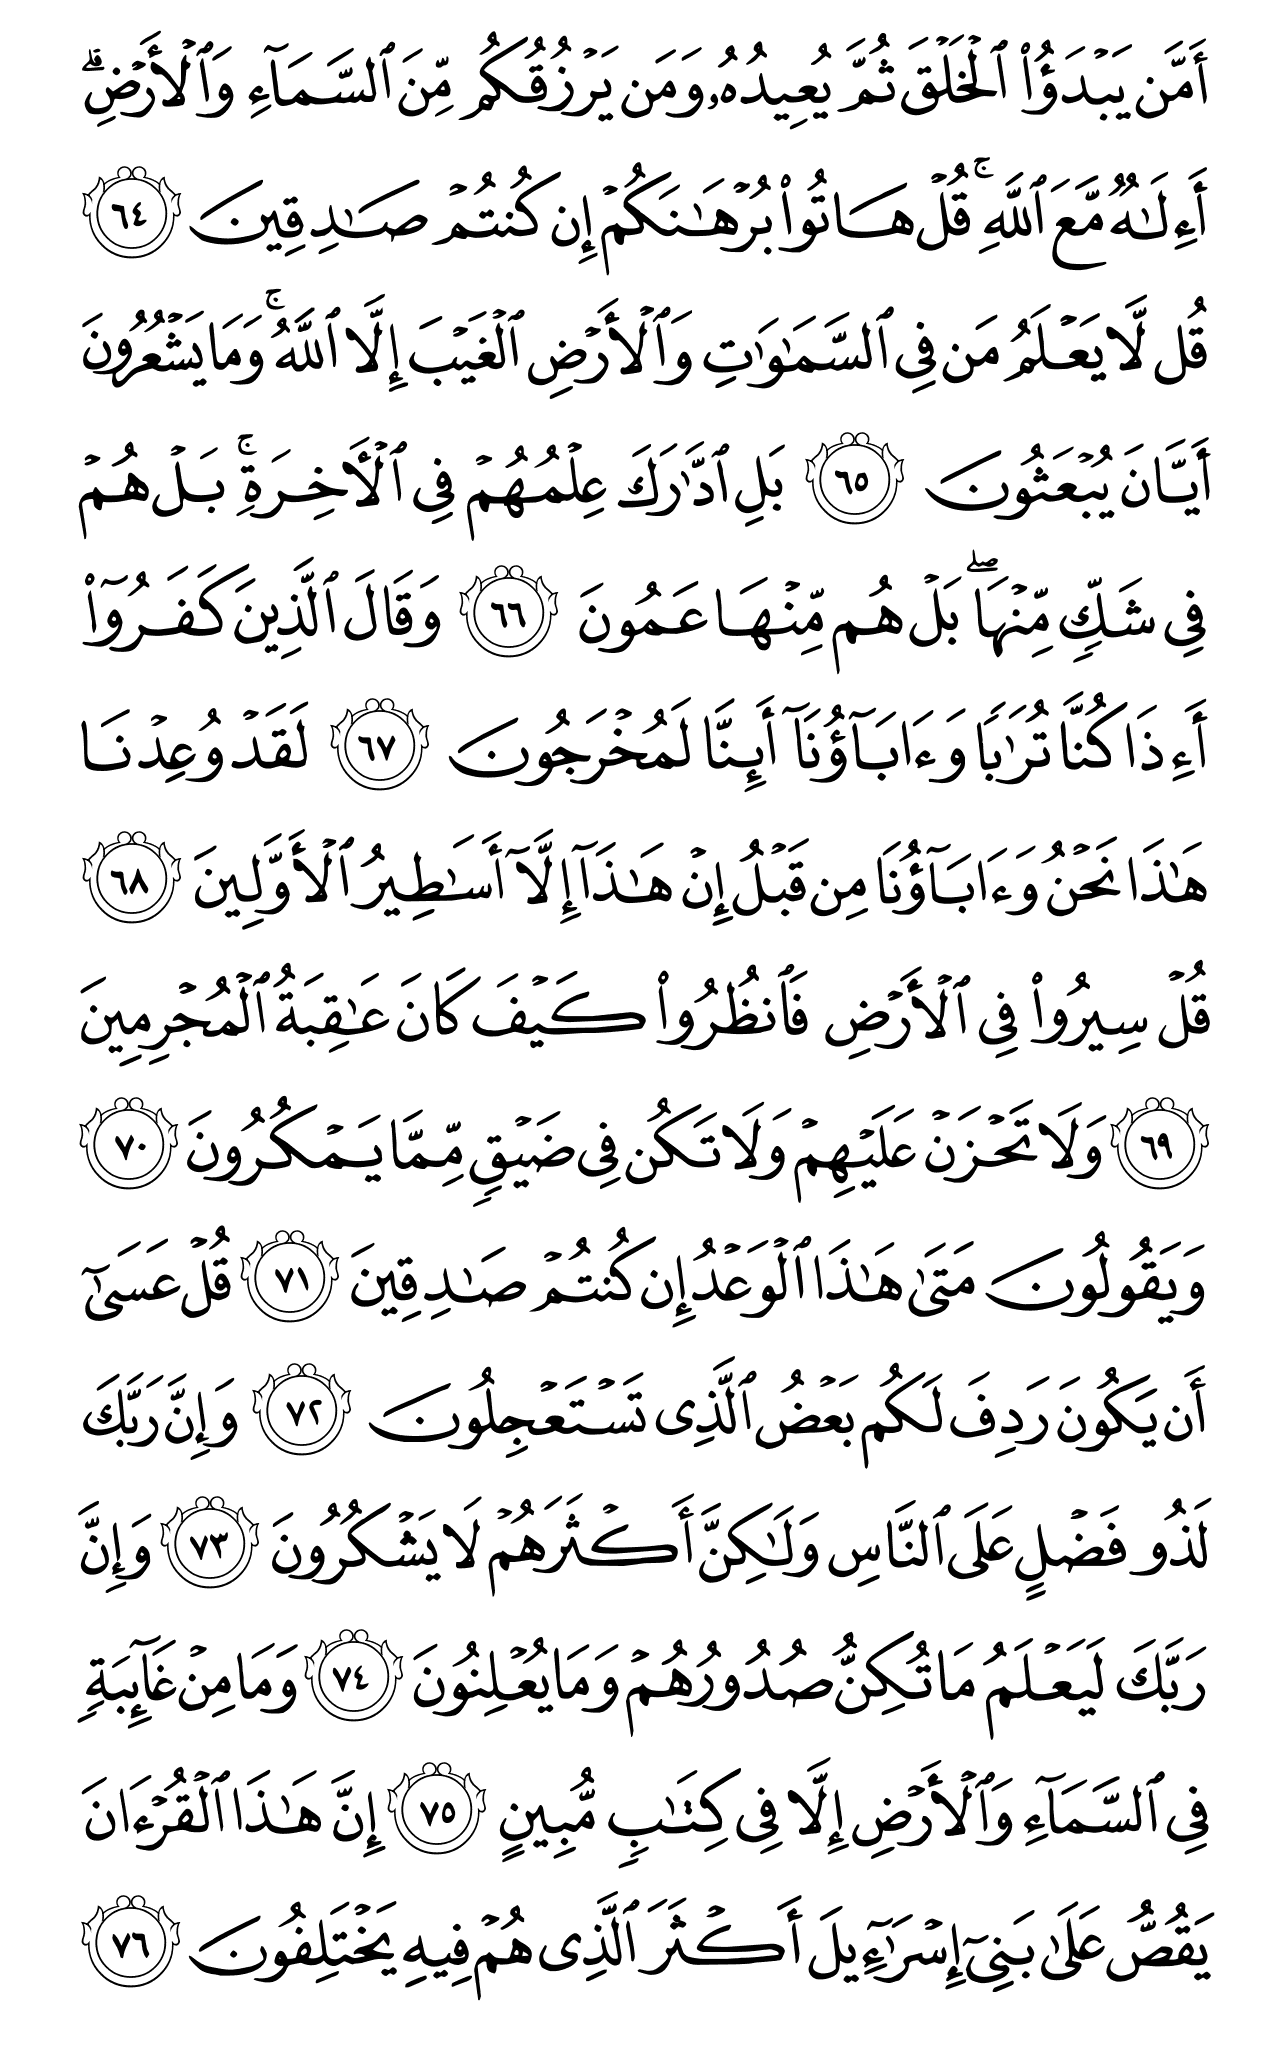 أَمَّن يَبۡدَؤُاْ ٱلۡخَلۡقَ ثُمَّ يُعِيدُهُۥ وَمَن يَرۡزُقُكُم مِّنَ ٱلسَّمَآءِ وَٱلۡأَرۡضِۗ
أَءِلَٰهٞ مَّعَ ٱللَّهِۚ قُلۡ هَاتُواْ بُرۡهَٰنَكُمۡ إِن كُنتُمۡ صَٰدِقِينَ ٦٤
قُل لَّا يَعۡلَمُ مَن فِي ٱلسَّمَٰوَٰتِ وَٱلۡأَرۡضِ ٱلۡغَيۡبَ إِلَّا ٱللَّهُۚ وَمَا يَشۡعُرُونَ
أَيَّانَ يُبۡعَثُونَ ٦٥ بَلِ ٱدَّٰرَكَ عِلۡمُهُمۡ فِي ٱلۡأٓخِرَةِۚ بَلۡ هُمۡ
فِي شَكّٖ مِّنۡهَاۖ بَلۡ هُم مِّنۡهَا عَمُونَ ٦٦ وَقَالَ ٱلَّذِينَ كَفَرُوٓاْ
أَءِذَا كُنَّا تُرَٰبٗا وَءَابَآؤُنَآ أَئِنَّا لَمُخۡرَجُونَ ٦٧ لَقَدۡ وُعِدۡنَا
هَٰذَا نَحۡنُ وَءَابَآؤُنَا مِن قَبۡلُ إِنۡ هَٰذَآ إِلَّآ أَسَٰطِيرُ ٱلۡأَوَّلِينَ ٦٨
قُلۡ سِيرُواْ فِي ٱلۡأَرۡضِ فَٱنظُرُواْ كَيۡفَ كَانَ عَٰقِبَةُ ٱلۡمُجۡرِمِينَ
٦٩ وَلَا تَحۡزَنۡ عَلَيۡهِمۡ وَلَا تَكُن فِي ضَيۡقٖ مِّمَّا يَمۡكُرُونَ ٧٠
وَيَقُولُونَ مَتَىٰ هَٰذَا ٱلۡوَعۡدُ إِن كُنتُمۡ صَٰدِقِينَ ٧١ قُلۡ عَسَىٰٓ
أَن يَكُونَ رَدِفَ لَكُم بَعۡضُ ٱلَّذِي تَسۡتَعۡجِلُونَ ٧٢ وَإِنَّ رَبَّكَ
لَذُو فَضۡلٍ عَلَى ٱلنَّاسِ وَلَٰكِنَّ أَكۡثَرَهُمۡ لَا يَشۡكُرُونَ ٧٣ وَإِنَّ
رَبَّكَ لَيَعۡلَمُ مَا تُكِنُّ صُدُورُهُمۡ وَمَا يُعۡلِنُونَ ٧٤ وَمَا مِنۡ غَآئِبَةٖ
فِي ٱلسَّمَآءِ وَٱلۡأَرۡضِ إِلَّا فِي كِتَٰبٖ مُّبِينٍ ٧٥ إِنَّ هَٰذَا ٱلۡقُرۡءَانَ
يَقُصُّ عَلَىٰ بَنِيٓ إِسۡرَٰٓءِيلَ أَكۡثَرَ ٱلَّذِي هُمۡ فِيهِ يَخۡتَلِفُونَ ٧٦